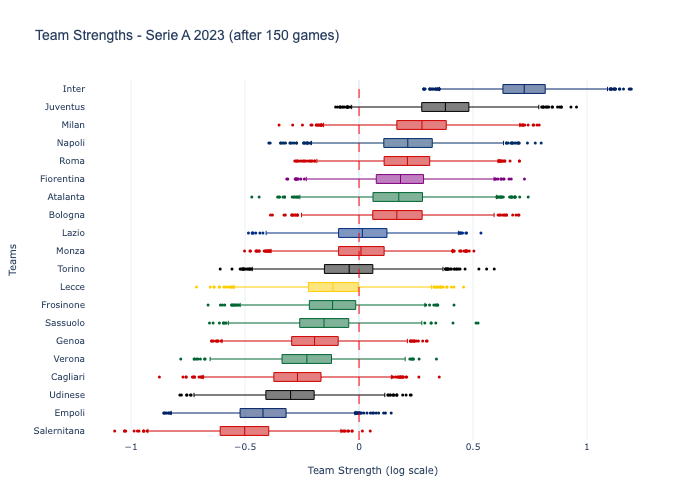 Team Strengths - Serie A 2023 (after 150 games)
Inter
Juventus
Milan
Napoli
Roma
Fiorentina
Atalanta
Bologna
Lazio
Monza
Torino
Lecce
Frosinone
Sassuolo
Genoa
Verona
Cagliari
Udinese
Empoli
Salernitana
Teams
−1
−0.5
0
0.5
1
Team Strength (log scale)